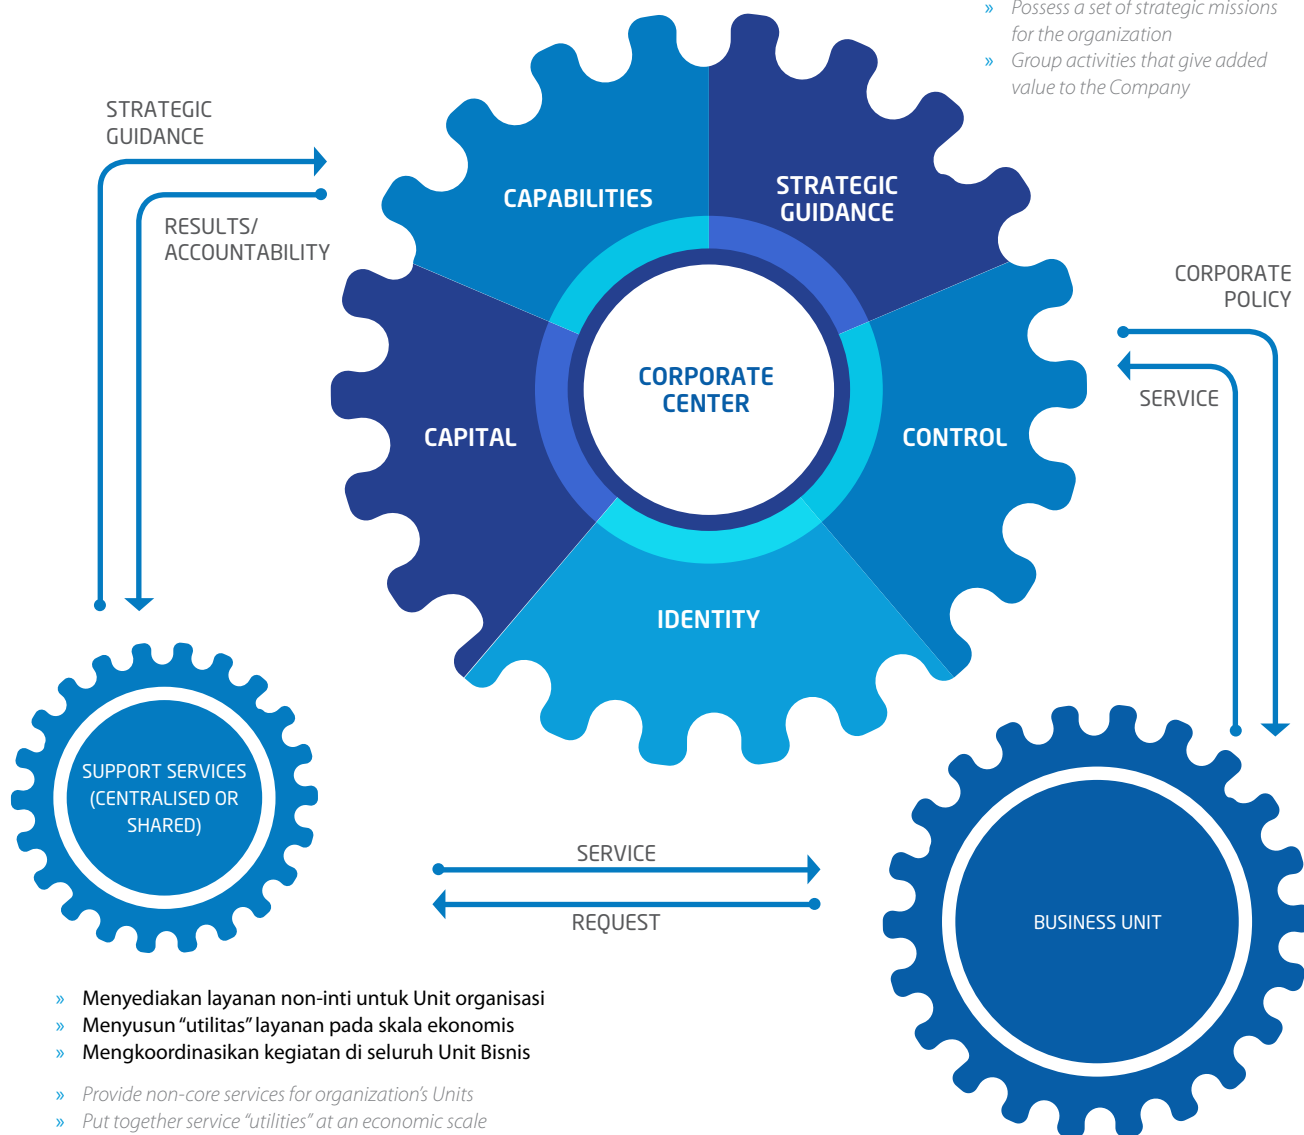 » Possess a set of strategic missions
for the organization
» Group activities that give added
value to the Company
STRATEGIC
GUIDANCE
RESULTS/
ACCOUNTABILITY
CAPABILITIES
STRATEGIC
GUIDANCE
CORPORATE
POLICY
SERVICE
CORPORATE
CENTER
CAPITAL
CONTROL
IDENTITY
SUPPORT SERVICES
(CENTRALISED OR
SHARED)
SERVICE
REQUEST
BUSINESS UNIT
» Menyediakan layanan non-inti untuk Unit organisasi
» Menyusun “utilitas” layanan pada skala ekonomis
» Mengkoordinasikan kegiatan di seluruh Unit Bisnis
» Provide non-core services for organization’s Units
» Put together service “utilities” at an economic scale